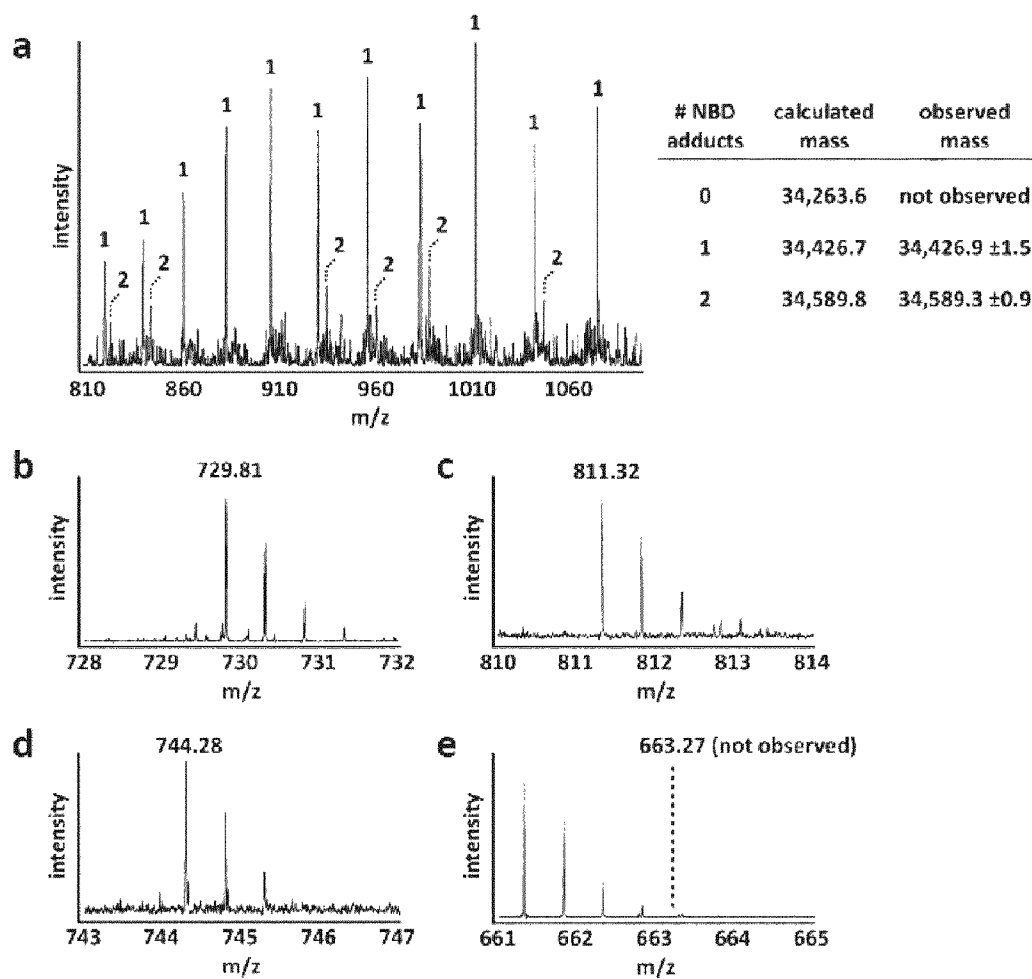 a
1 1 1 1 1 1 1 1 1 1 1
2 2 2 2 2 2
intensity
810 860 910 960 1010 1060
m/z
# NBD adducts calculated mass observed mass
0 34,263.6 not observed
1 34,426.7 34,426.9 ±1.5
2 34,589.8 34,589.3 ±0.9
b
729.81
intensity
728 729 730 731 732
m/z
c
811.32
intensity
810 811 812 813 814
m/z
d
744.28
intensity
743 744 745 746 747
m/z
e
663.27 (not observed)
intensity
661 662 663 664 665
m/z